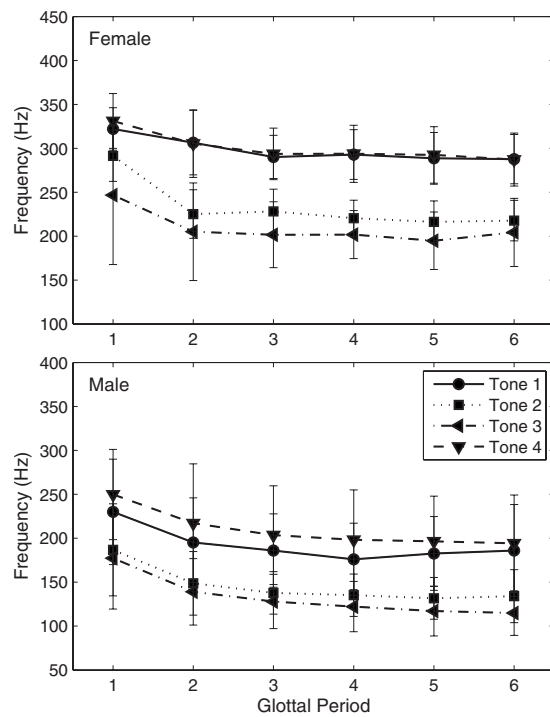 450
Female
400
350
300
250
200
150
100
Frequency (Hz)
1 2 3 4 5 6
400
Male
350
300
250
200
150
100
50
Frequency (Hz)
Tone 1
Tone 2
Tone 3
Tone 4
1 2 3 4 5 6
Glottal Period